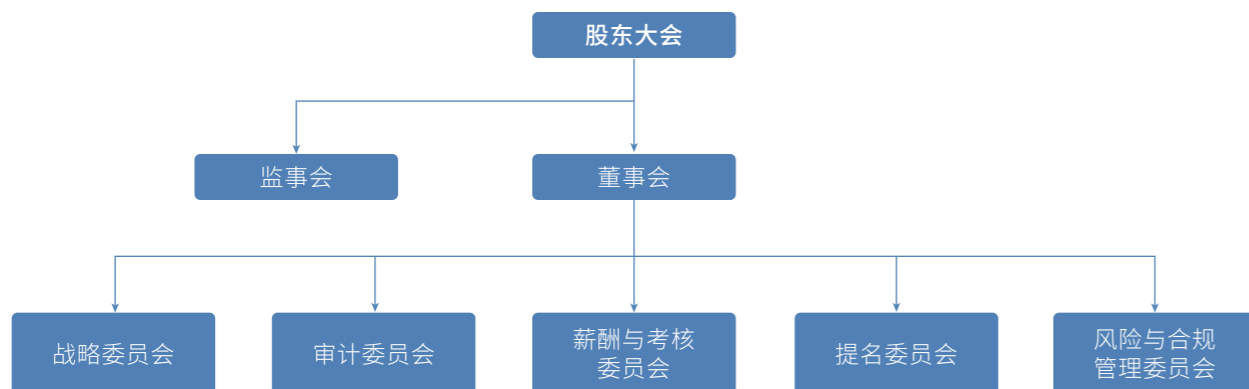 股东大会
监事会
董事会
战略委员会
审计委员会
薪酬与考核
委员会
提名委员会
风险与合规
管理委员会